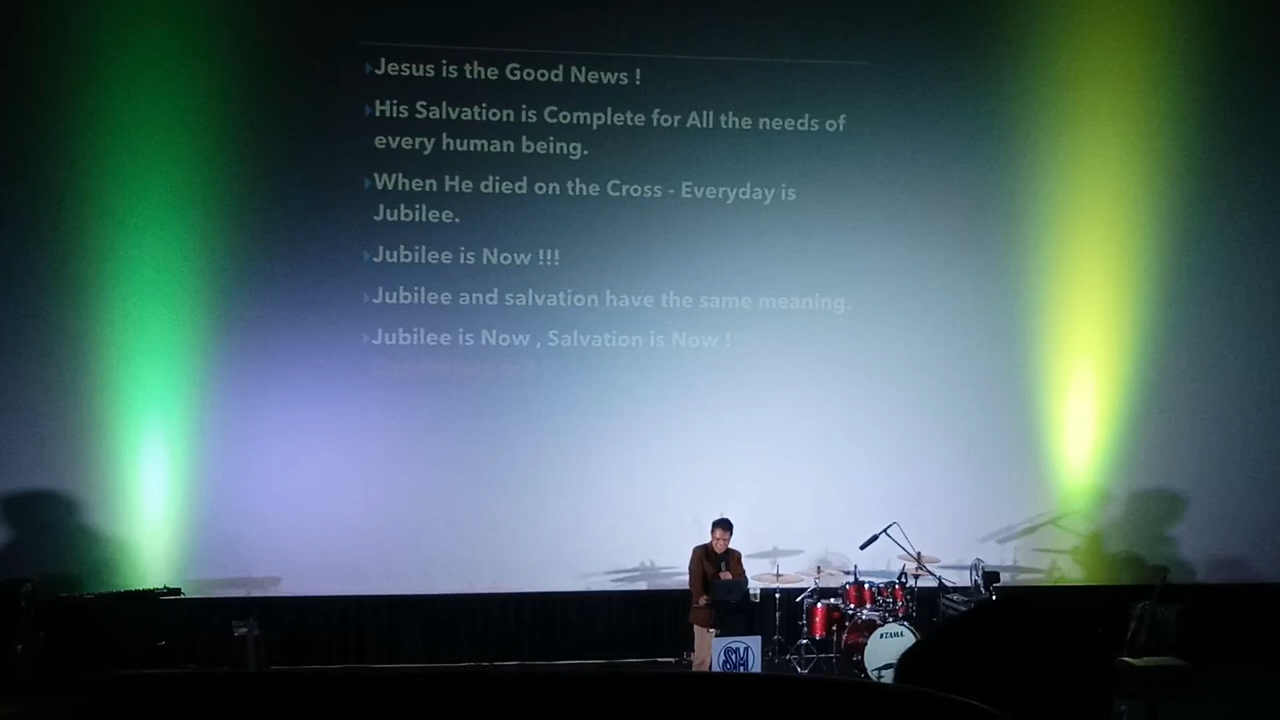 Jesus is the Good News !
His Salvation is Complete for All the needs of
every human being.
When He died on the Cross - Everyday is
Jubilee.
Jubilee is Now !!!
Jubilee and salvation have the same meaning.
Jubilee is Now , Salvation is Now !
TAMA
SM